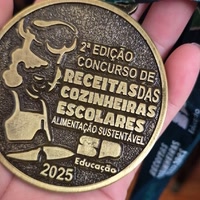 2ª EDIÇÃO
CONCURSO DE
RECEITAS DAS
COZINHEIRAS
ESCOLARES
ALIMENTAÇÃO SUSTENTÁVEL
SP
Educação
2025